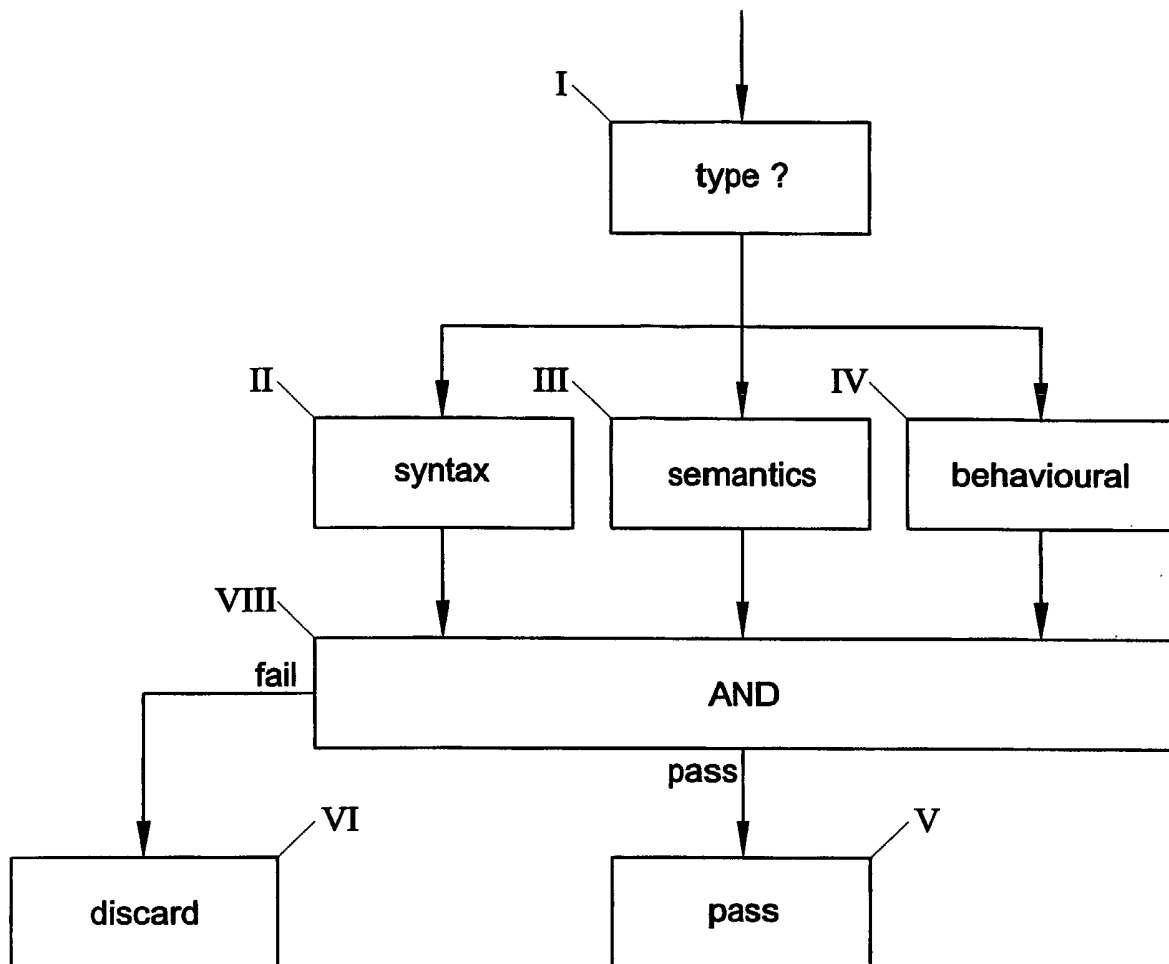 I
type ?
II
III
IV
syntax
semantics
behavioural
VIII
fail
AND
pass
VI
V
discard
pass